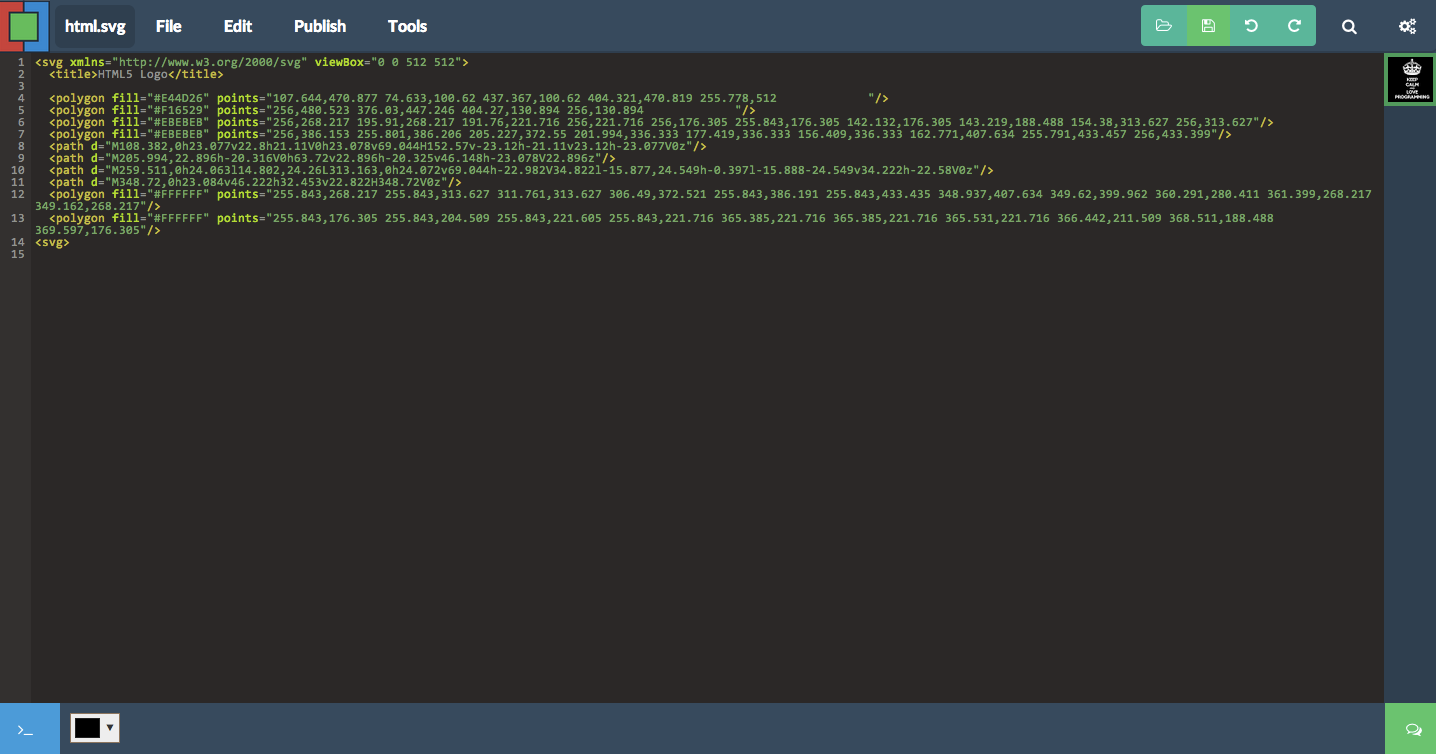 html.svg File Edit Publish Tools
1 <svg xmlns="http://www.w3.org/2000/svg" viewBox="0 0 512 512">
2 <title>HTML5 Logo</title>
3
4 <polygon fill="#E44D26" points="107.644,470.877 74.633,100.62 437.367,100.62 404.321,470.819 255.778,512             "/>
5 <polygon fill="#F16529" points="256,480.523 376.03,447.246 404.27,130.894 256,130.894             "/>
6 <polygon fill="#EBEBEB" points="256,268.217 195.91,268.217 191.76,221.716 256,221.716 256,176.305 255.843,176.305 142.132,176.305 143.219,188.488 154.38,313.627 256,313.627"/>
7 <polygon fill="#EBEBEB" points="256,386.153 255.801,386.206 205.227,372.55 201.994,336.333 177.419,336.333 156.409,336.333 162.771,407.634 255.791,433.457 256,433.399"/>
8 <path d="M108.382,0h23.077v22.8h21.11V0h23.078v69.044H152.57v-23.12h-21.11v23.12h-23.077V0z"/>
9 <path d="M205.994,22.896h-20.316V0h63.72v22.896h-20.325v46.148h-23.078V22.896z"/>
10 <path d="M259.511,0h24.063l14.802,24.26L313.163,0h24.072v69.044h-22.982V34.822l-15.877,24.549h-0.397l-15.888-24.549v34.222h-22.58V0z"/>
11 <path d="M348.72,0h23.084v46.222h32.453v22.822H348.72V0z"/>
12 <polygon fill="#FFFFFF" points="255.843,268.217 255.843,313.627 311.761,313.627 306.49,372.521 255.843,386.191 255.843,433.435 348.937,407.634 349.62,399.962 360.291,280.411 361.399,268.217
349.162,268.217"/>
13 <polygon fill="#FFFFFF" points="255.843,176.305 255.843,204.509 255.843,221.605 255.843,221.716 365.385,221.716 365.385,221.716 365.531,221.716 366.442,211.509 368.511,188.488
369.597,176.305"/>
14 <svg>
15
KEEP
CALM
LOVE
PROGRAMMING
>_